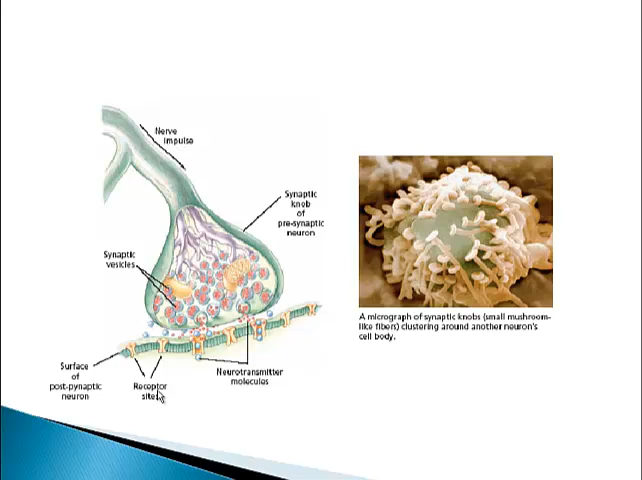 Nerve
impulse
Synaptic
knob
of
pre-synaptic
neuron
Synaptic
vesicles
A micrograph of synaptic knobs (small mushroom-
like fibers) clustering around another neuron's
cell body.
Surface
of
post-pynaptic
neuron
Receptor
sites
Neurotransmitter
molecules